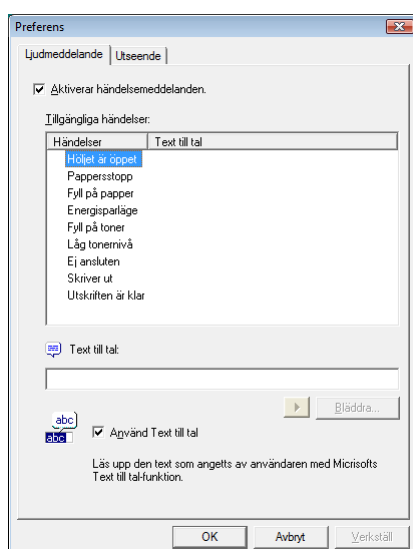 Preferens
Ljudmeddelande Utseende
Aktiverar händelsemeddelanden.
Tillgängliga händelser:
Händelser Text till tal
Höljet är öppet
Pappersstopp
Fyll på papper
Energisparläge
Fyll på toner
Låg tonernivå
Ej ansluten
Skriver ut
Utskriften är klar
Text till tal:
Bläddra...
abc
abc
Använd Text till tal
Läs upp den text som angetts av användaren med Micrisofts
Text till tal-funktion.
OK Avbryt Verkställ